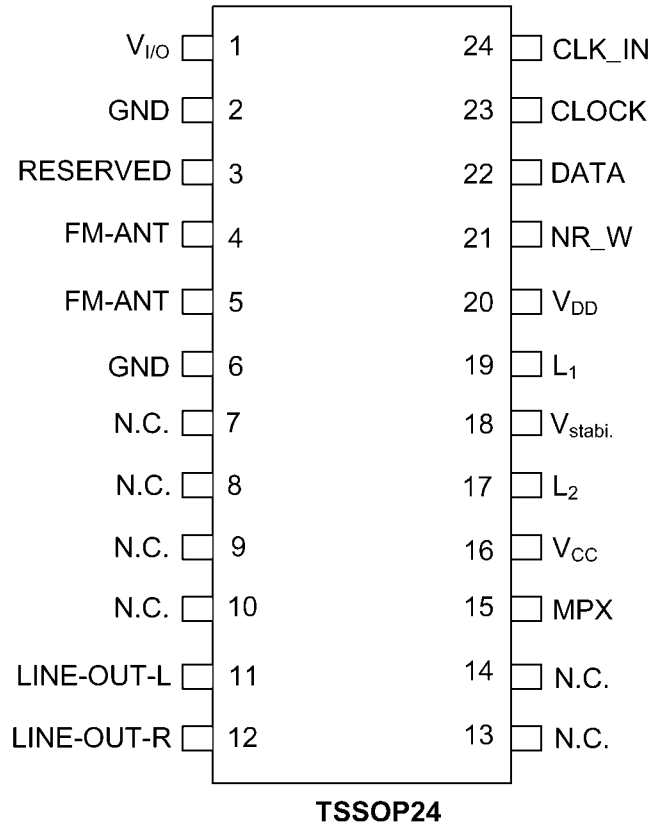 V_I/O 1 24 CLK_IN
GND 2 23 CLOCK
RESERVED 3 22 DATA
FM-ANT 4 21 NR_W
FM-ANT 5 20 V_DD
GND 6 19 L_1
N.C. 7 18 V_stabi.
N.C. 8 17 L_2
N.C. 9 16 V_CC
N.C. 10 15 MPX
LINE-OUT-L 11 14 N.C.
LINE-OUT-R 12 13 N.C.
TSSOP24